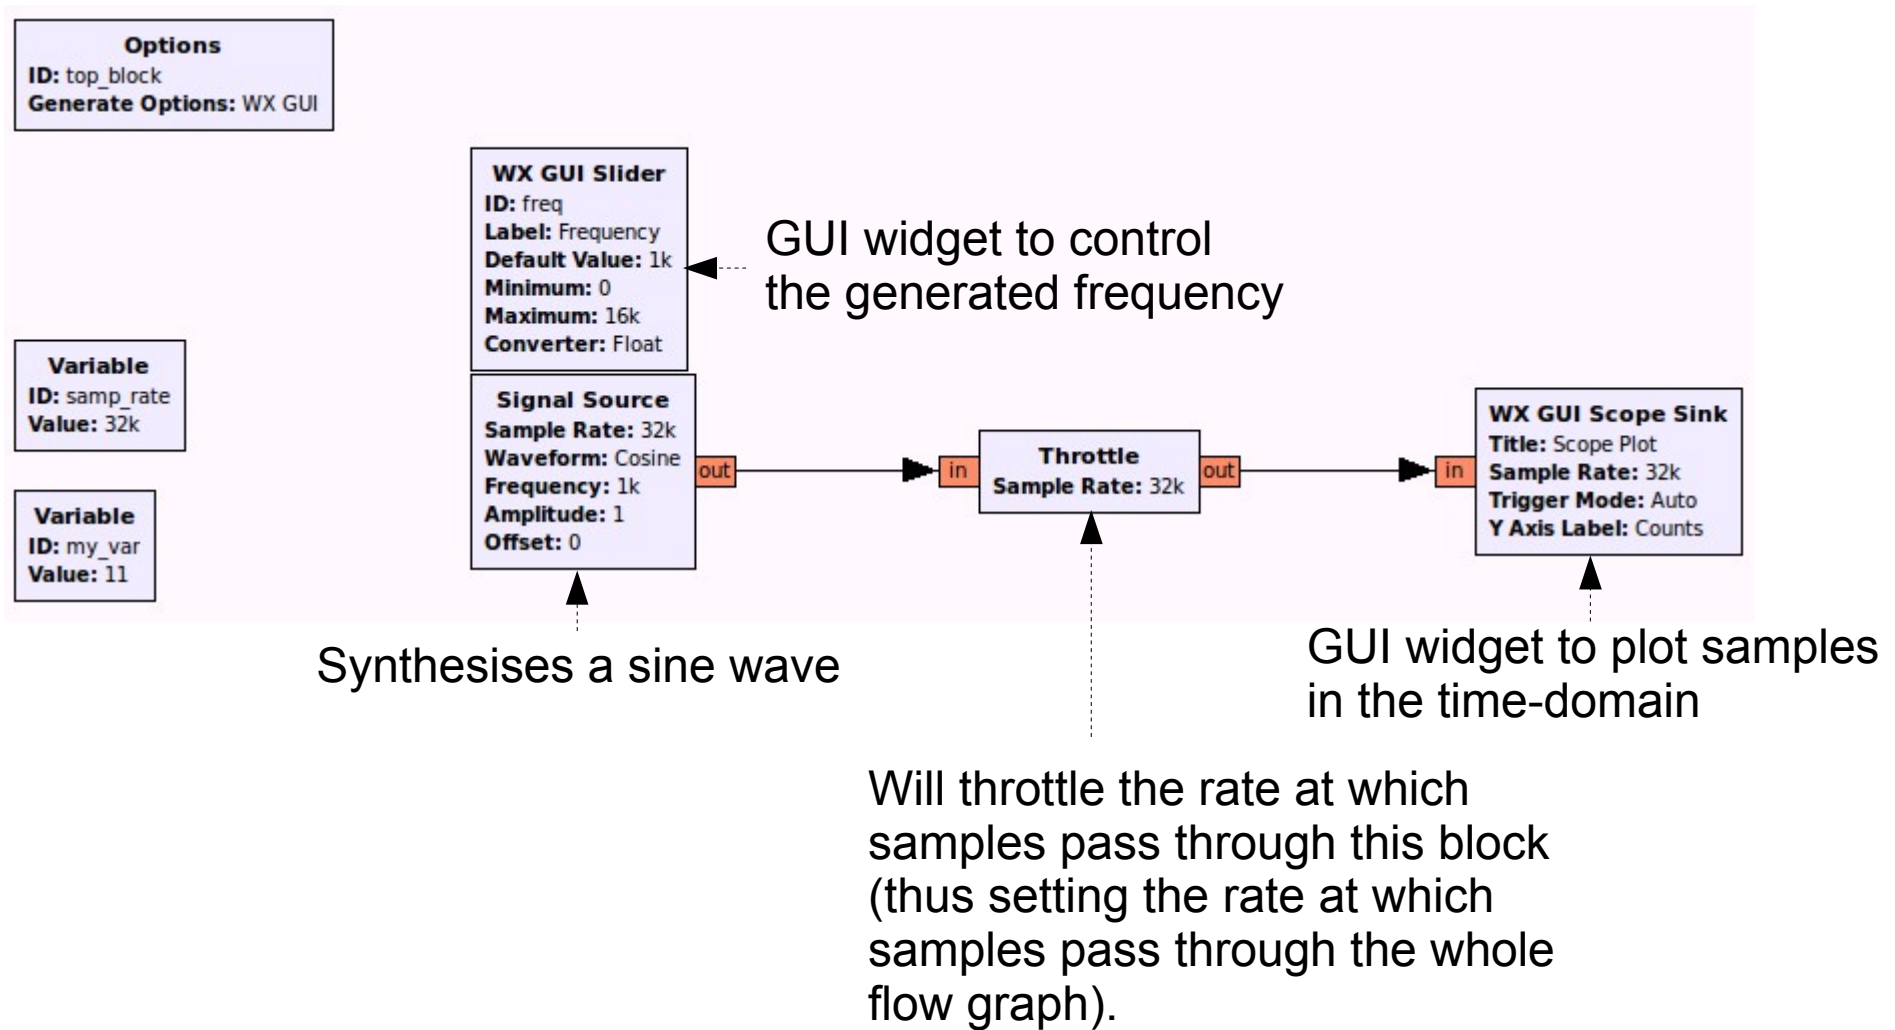 Options
ID: top_block
Generate Options: WX GUI
WX GUI Slider
ID: freq
Label: Frequency
Default Value: 1k
Minimum: 0
Maximum: 16k
Converter: Float
GUI widget to control
the generated frequency
Variable
ID: samp_rate
Value: 32k
Variable
ID: my_var
Value: 11
Signal Source
Sample Rate: 32k
Waveform: Cosine
Frequency: 1k
Amplitude: 1
Offset: 0
out
in
Throttle
Sample Rate: 32k
out
in
WX GUI Scope Sink
Title: Scope Plot
Sample Rate: 32k
Trigger Mode: Auto
Y Axis Label: Counts
Synthesises a sine wave
GUI widget to plot samples
in the time-domain
Will throttle the rate at which
samples pass through this block
(thus setting the rate at which
samples pass through the whole
flow graph).